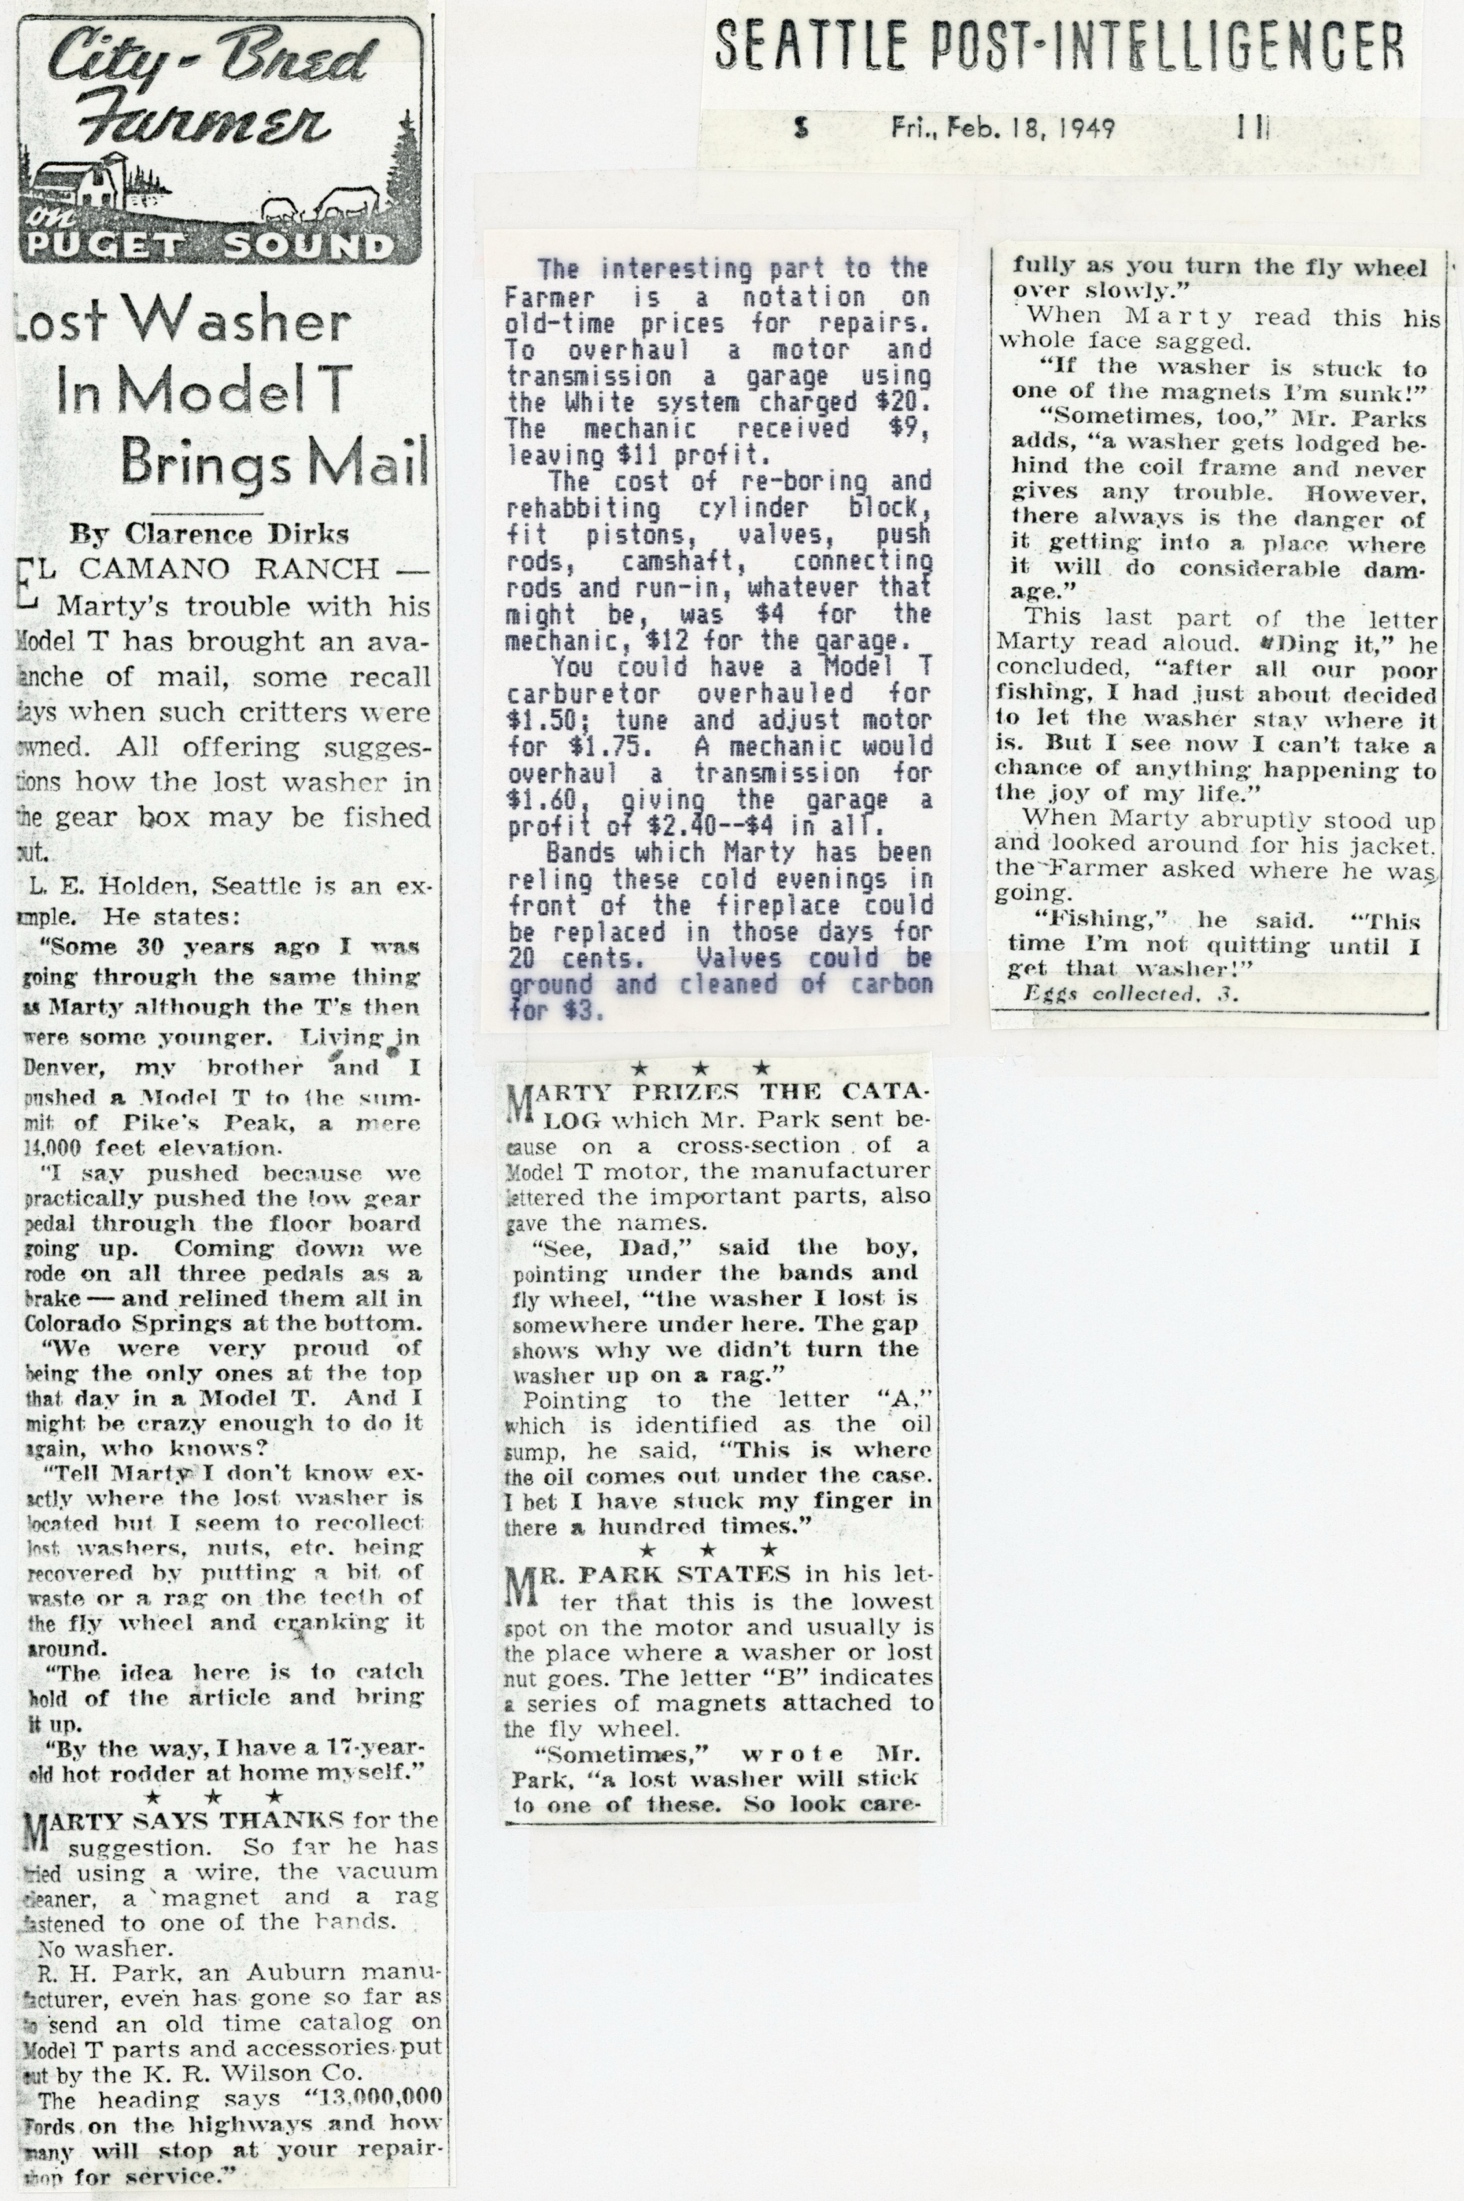 City-Bred
Farmer
on
PUGET SOUND
SEATTLE POST-INTELLIGENCER
S Fri., Feb. 18, 1949 11
Lost Washer
In Model T
Brings Mail
By Clarence Dirks
EL CAMANO RANCH —
Marty's trouble with his
Model T has brought an ava-
lanche of mail, some recall
days when such critters were
owned. All offering sugges-
tions how the lost washer in
the gear box may be fished
out.
L. E. Holden, Seattle is an ex-
ample. He states:
"Some 30 years ago I was
going through the same thing
as Marty although the T's then
were some younger. Living in
Denver, my brother and I
pushed a Model T to the sum-
mit of Pike's Peak, a mere
14,000 feet elevation.
"I say pushed because we
practically pushed the low gear
pedal through the floor board
going up. Coming down we
rode on all three pedals as a
brake — and relined them all in
Colorado Springs at the bottom.
"We were very proud of
being the only ones at the top
that day in a Model T. And I
might be crazy enough to do it
again, who knows?
"Tell Marty I don't know ex-
actly where the lost washer is
located but I seem to recollect
lost washers, nuts, etc. being
recovered by putting a bit of
waste or a rag on the teeth of
the fly wheel and cranking it
around.
"The idea here is to catch
hold of the article and bring
it up.
"By the way, I have a 17-year-
old hot rodder at home myself."
★ ★ ★
MARTY SAYS THANKS for the
suggestion. So far he has
tried using a wire, the vacuum
cleaner, a magnet and a rag
fastened to one of the bands.
No washer.
R. H. Park, an Auburn manu-
facturer, even has gone so far as
to send an old time catalog on
Model T parts and accessories put
out by the K. R. Wilson Co.
The heading says "13,000,000
Fords on the highways and how
many will stop at your repair-
shop for service."
The interesting part to the
Farmer is a notation on
old-time prices for repairs.
To overhaul a motor and
transmission a garage using
the White system charged $20.
The mechanic received $9,
leaving $11 profit.
The cost of re-boring and
rehabbiting cylinder block,
fit pistons, valves, push
rods, camshaft, connecting
rods and run-in, whatever that
might be, was $4 for the
mechanic, $12 for the garage.
You could have a Model T
carburetor overhauled for
$1.50; tune and adjust motor
for $1.75. A mechanic would
overhaul a transmission for
$1.60, giving the garage a
profit of $2.40--$4 in all.
Bands which Marty has been
reling these cold evenings in
front of the fireplace could
be replaced in those days for
20 cents. Valves could be
ground and cleaned of carbon
for $3.
★ ★ ★
MARTY PRIZES THE CATA-
LOG which Mr. Park sent be-
cause on a cross-section of a
Model T motor, the manufacturer
lettered the important parts, also
gave the names.
"See, Dad," said the boy,
pointing under the bands and
fly wheel, "the washer I lost is
somewhere under here. The gap
shows why we didn't turn the
washer up on a rag."
Pointing to the letter "A,"
which is identified as the oil
sump, he said, "This is where
the oil comes out under the case.
I bet I have stuck my finger in
there a hundred times."
★ ★ ★
MR. PARK STATES in his let-
ter that this is the lowest
spot on the motor and usually is
the place where a washer or lost
nut goes. The letter "B" indicates
a series of magnets attached to
the fly wheel.
"Sometimes," wrote Mr.
Park, "a lost washer will stick
to one of these. So look care-
fully as you turn the fly wheel
over slowly."
When Marty read this his
whole face sagged.
"If the washer is stuck to
one of the magnets I'm sunk!"
"Sometimes, too," Mr. Parks
adds, "a washer gets lodged be-
hind the coil frame and never
gives any trouble. However,
there always is the danger of
it getting into a place where
it will do considerable dam-
age."
This last part of the letter
Marty read aloud. "Ding it," he
concluded, "after all our poor
fishing, I had just about decided
to let the washer stay where it
is. But I see now I can't take a
chance of anything happening to
the joy of my life."
When Marty abruptly stood up
and looked around for his jacket.
the Farmer asked where he was
going.
"Fishing," he said. "This
time I'm not quitting until I
get that washer!"
Eggs collected, 3.